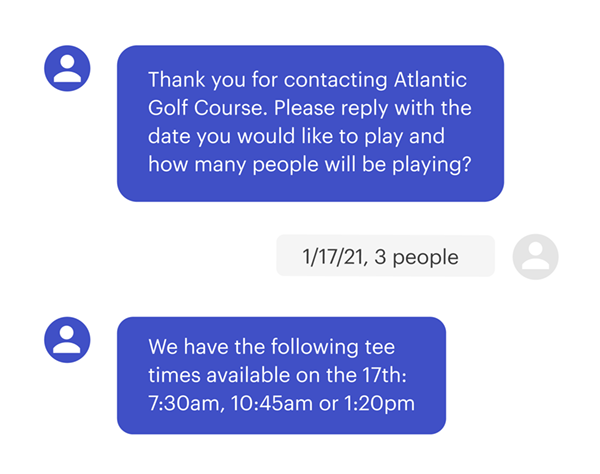 Thank you for contacting Atlantic
Golf Course. Please reply with the
date you would like to play and
how many people will be playing?
1/17/21, 3 people
We have the following tee
times available on the 17th:
7:30am, 10:45am or 1:20pm